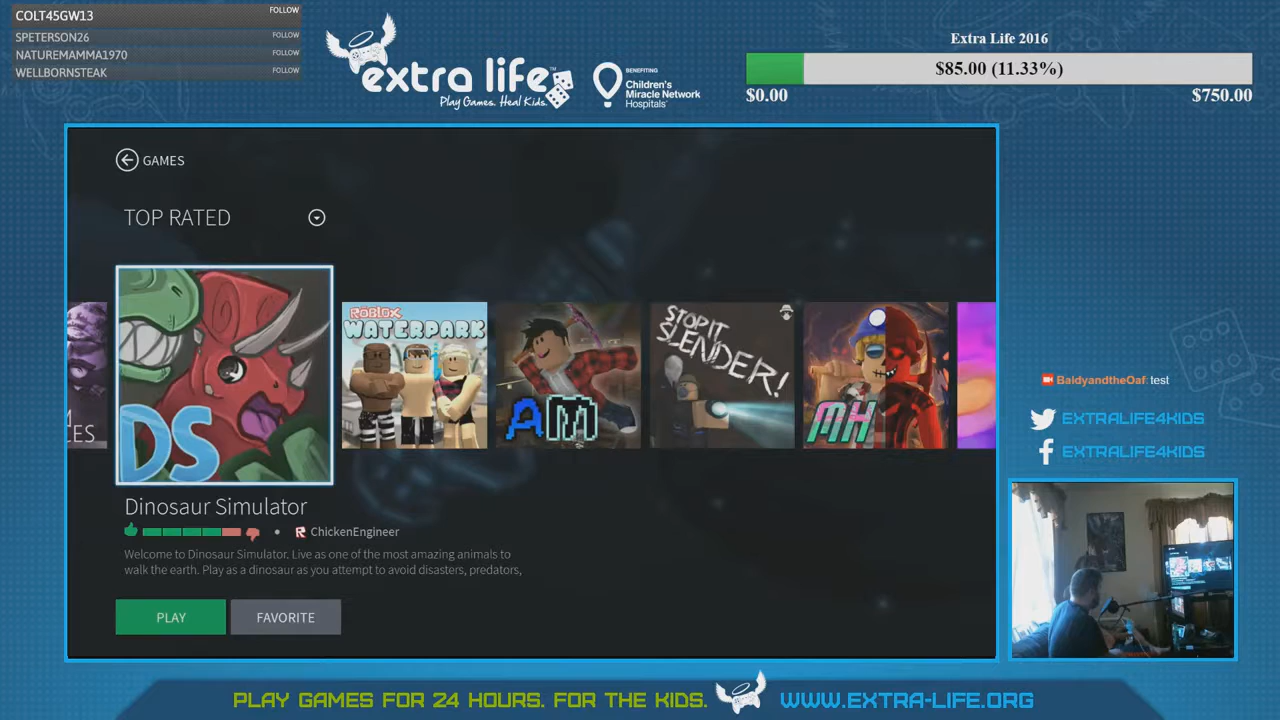 COLT45GW13 FOLLOW
SPETERSON26 FOLLOW
NATUREMAMMA1970 FOLLOW
WELLBORNSTEAK FOLLOW
extra life™
Play Games. Heal Kids.
BENEFITING
Children's
Miracle Network
Hospitals
Extra Life 2016
$85.00 (11.33%)
$0.00 $750.00
GAMES
TOP RATED
ES
DS
ROBLOX
WATERPARK
AM
STOP IT
SLENDER!
MH
Dinosaur Simulator
ChickenEngineer
Welcome to Dinosaur Simulator. Live as one of the most amazing animals to
walk the earth. Play as a dinosaur as you attempt to avoid disasters, predators,
PLAY FAVORITE
BaldyandtheOaf: test
EXTRALIFE4KIDS
EXTRALIFE4KIDS
PLAY GAMES FOR 24 HOURS. FOR THE KIDS. WWW.EXTRA-LIFE.ORG